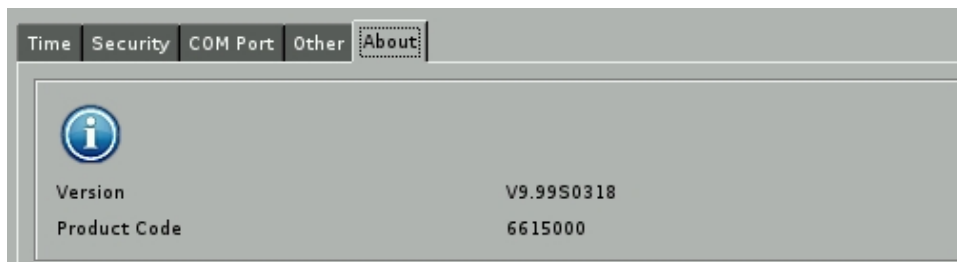 Time Security COM Port Other About
Version V9.99S0318
Product Code 6615000